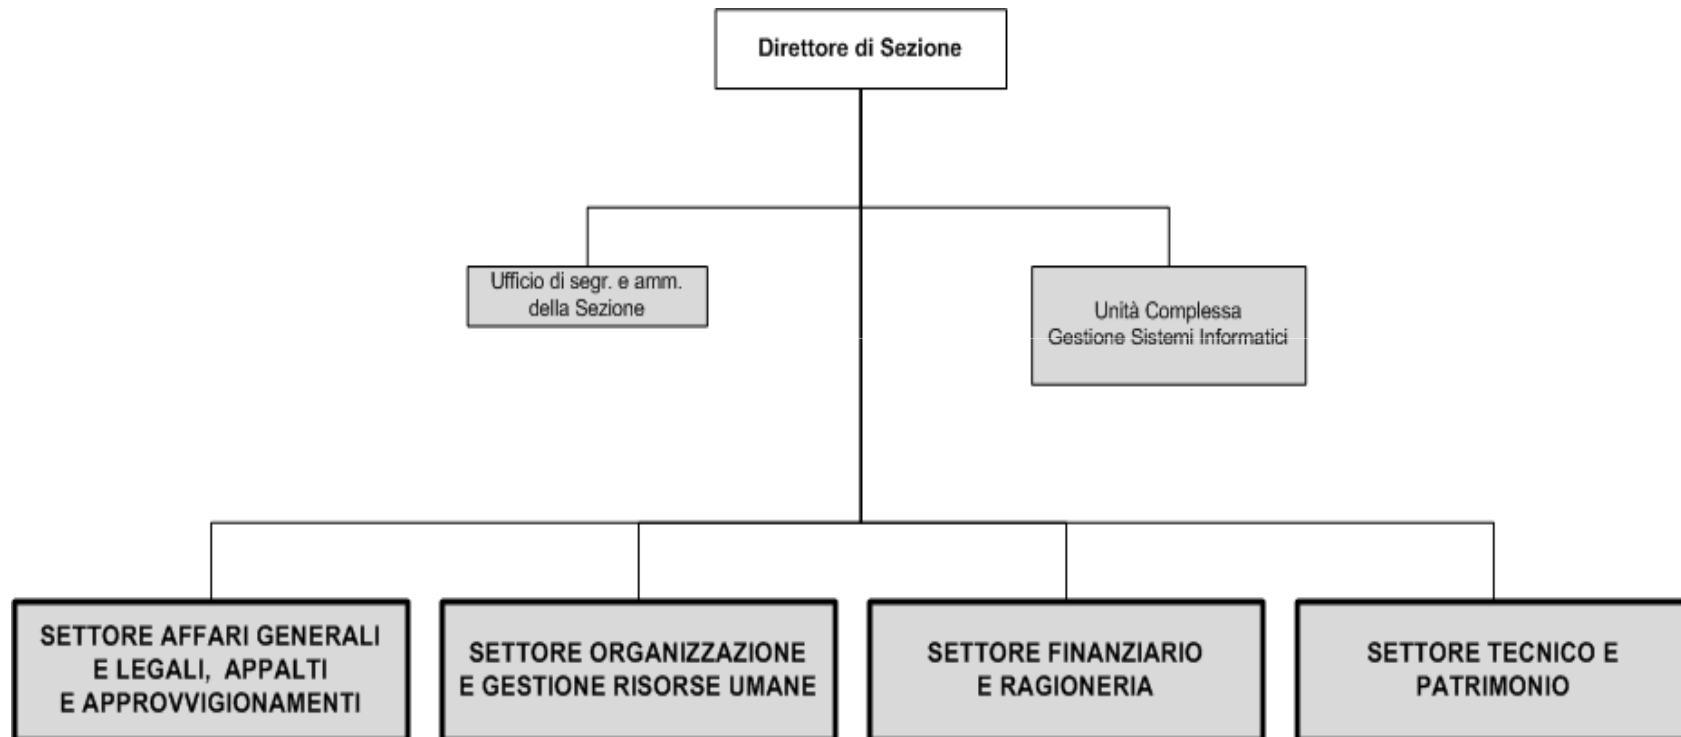 Direttore di Sezione
Ufficio di segr. e amm.
della Sezione
Unità Complessa
Gestione Sistemi Informatici
SETTORE AFFARI GENERALI
E LEGALI, APPALTI
E APPROVVIGIONAMENTI
SETTORE ORGANIZZAZIONE
E GESTIONE RISORSE UMANE
SETTORE FINANZIARIO
E RAGIONERIA
SETTORE TECNICO E
PATRIMONIO